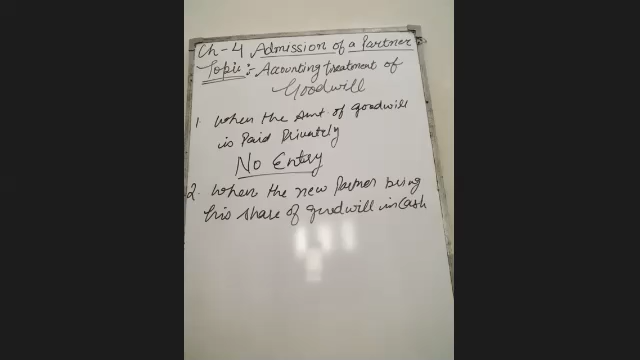 Ch-4 Admission of a Partner
Topic:- Accounting treatment of
Goodwill
1. When the Amt. of goodwill
is Paid Privately
No Entry
2. When the new Partner bring
his share of goodwill in Cash